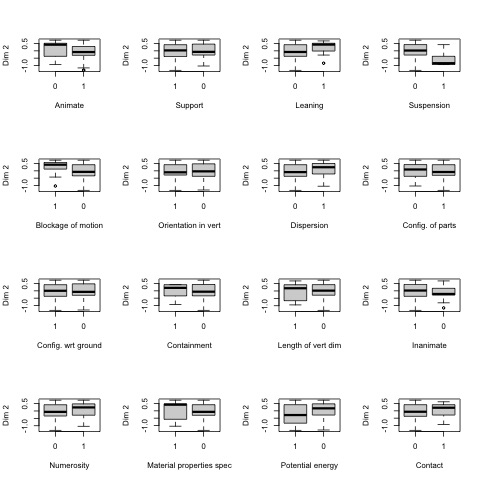 Dim 2 0.5 -1.0 0 1 Animate
Dim 2 0.5 -1.0 0 1 Support
Dim 2 0.5 -1.0 0 1 Leaning
Dim 2 0.5 -1.0 0 1 Suspension
Dim 2 0.5 -1.0 1 0 Blockage of motion
Dim 2 0.5 -1.0 1 0 Orientation in vert
Dim 2 0.5 -1.0 0 1 Dispersion
Dim 2 0.5 -1.0 1 0 Config. of parts
Dim 2 0.5 -1.0 1 0 Config. wrt ground
Dim 2 0.5 -1.0 1 0 Containment
Dim 2 0.5 -1.0 1 0 Length of vert dim
Dim 2 0.5 -1.0 1 0 Inanimate
Dim 2 0.5 -1.0 0 1 Numerosity
Dim 2 0.5 -1.0 1 0 Material properties spec
Dim 2 0.5 -1.0 1 0 Potential energy
Dim 2 0.5 -1.0 0 1 Contact